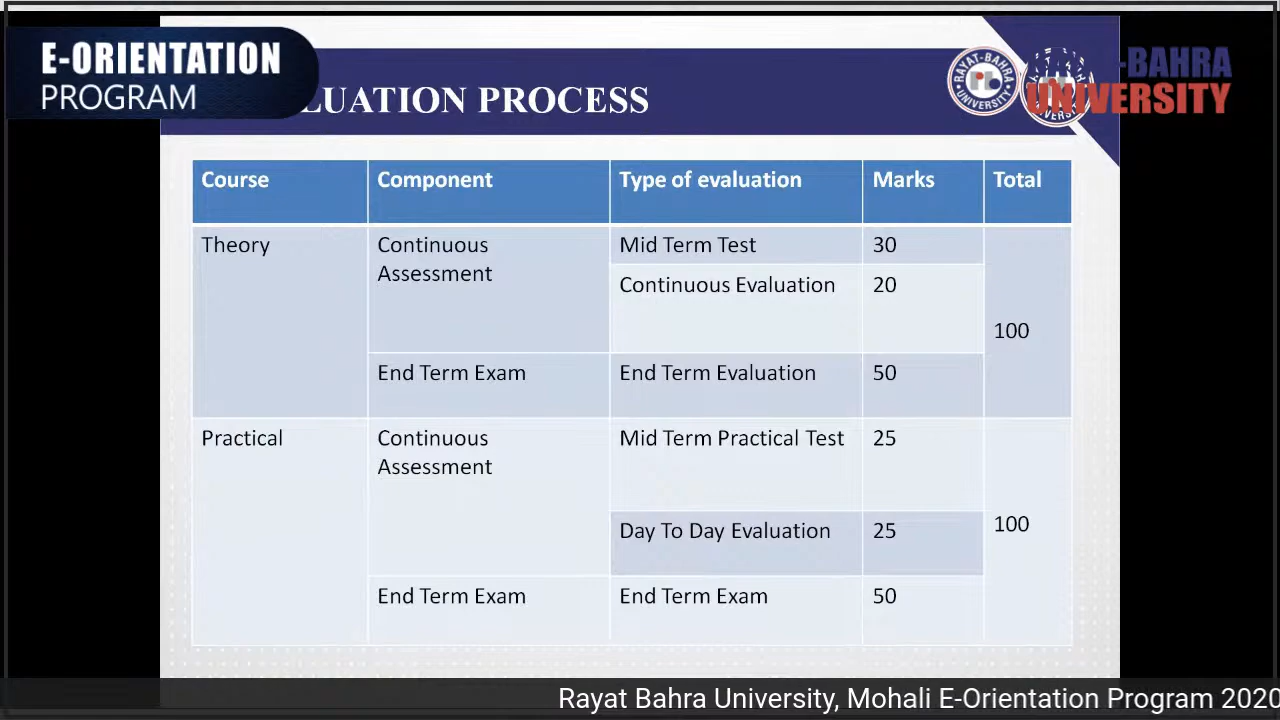 E-ORIENTATION
PROGRAM
LUATION PROCESS
RAYAT-BAHRA
UNIVERSITY
-BAHRA
UNIVERSITY
Course Component Type of evaluation Marks Total
Theory Continuous Assessment Mid Term Test 30 100
Continuous Evaluation 20
End Term Exam End Term Evaluation 50
Practical Continuous Assessment Mid Term Practical Test 25 100
Day To Day Evaluation 25
End Term Exam End Term Exam 50
Rayat Bahra University, Mohali E-Orientation Program 2020